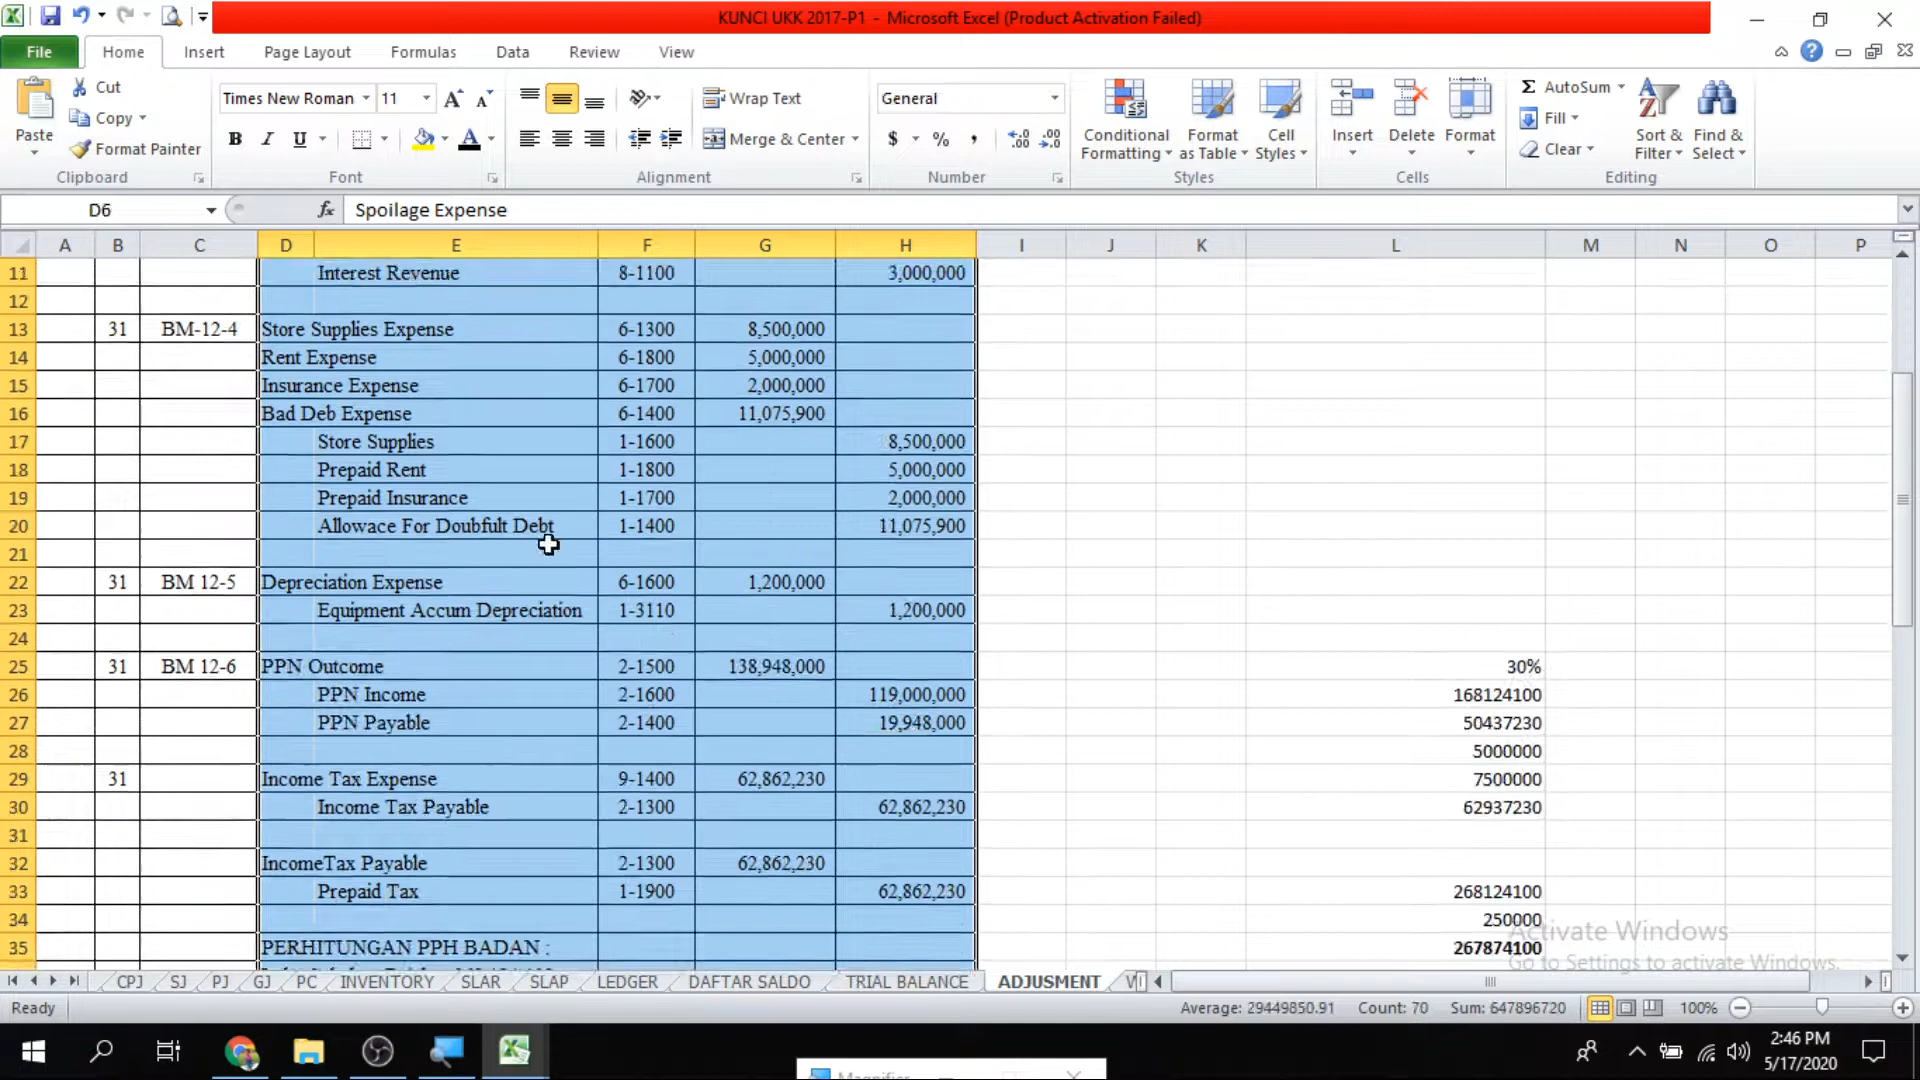 KUNCI UKK 2017-P1 - Microsoft Excel (Product Activation Failed)
File Home Insert Page Layout Formulas Data Review View
Paste
Cut
Copy
Format Painter
Clipboard
Times New Roman 11
B I U
Font
Wrap Text
Merge & Center
Alignment
General
$ % ,
Number
Conditional Formatting
Format as Table
Cell Styles
Styles
Insert Delete Format
Cells
AutoSum
Fill
Clear
Sort & Filter
Find & Select
Editing
D6 fx Spoilage Expense
A B C D E F G H I J K L M N O P
11 Interest Revenue 8-1100 3,000,000
12
13 31 BM-12-4 Store Supplies Expense 6-1300 8,500,000
14 Rent Expense 6-1800 5,000,000
15 Insurance Expense 6-1700 2,000,000
16 Bad Deb Expense 6-1400 11,075,900
17 Store Supplies 1-1600 8,500,000
18 Prepaid Rent 1-1800 5,000,000
19 Prepaid Insurance 1-1700 2,000,000
20 Allowace For Doubfult Debt 1-1400 11,075,900
21
22 31 BM 12-5 Depreciation Expense 6-1600 1,200,000
23 Equipment Accum Depreciation 1-3110 1,200,000
24
25 31 BM 12-6 PPN Outcome 2-1500 138,948,000 30%
26 PPN Income 2-1600 119,000,000 168124100
27 PPN Payable 2-1400 19,948,000 50437230
28 5000000
29 31 Income Tax Expense 9-1400 62,862,230 7500000
30 Income Tax Payable 2-1300 62,862,230 62937230
31
32 IncomeTax Payable 2-1300 62,862,230
33 Prepaid Tax 1-1900 62,862,230 268124100
34 250000
35 PERHITUNGAN PPH BADAN : 267874100
Activate Windows
Go to Settings to activate Windows.
CPJ SJ PJ GJ PC INVENTORY SLAR SLAP LEDGER DAFTAR SALDO TRIAL BALANCE ADJUSMENT
Ready Average: 29449850.91 Count: 70 Sum: 647896720 100%
2:46 PM
5/17/2020
Magnifier